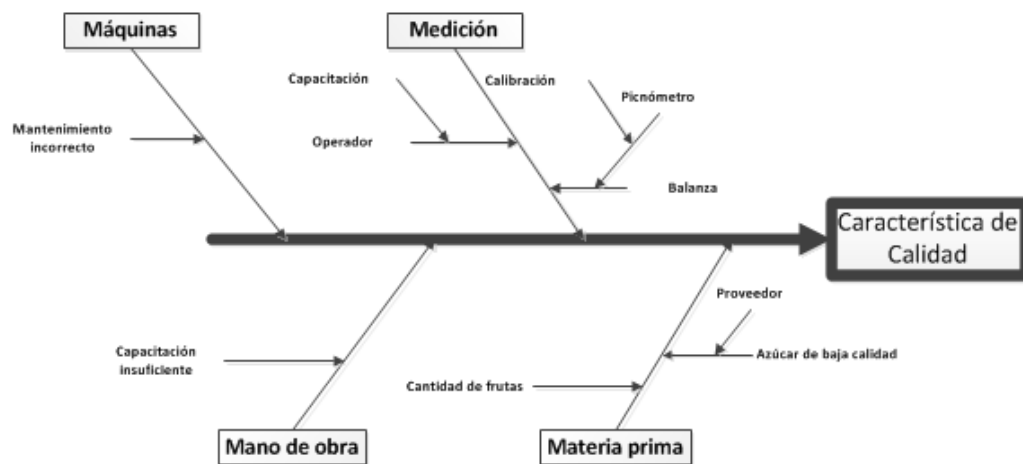 Máquinas
Medición
Capacitación
Calibración
Picnómetro
Mantenimiento
incorrecto
Operador
Balanza
Característica de
Calidad
Proveedor
Capacitación
insuficiente
Azúcar de baja calidad
Cantidad de frutas
Mano de obra
Materia prima